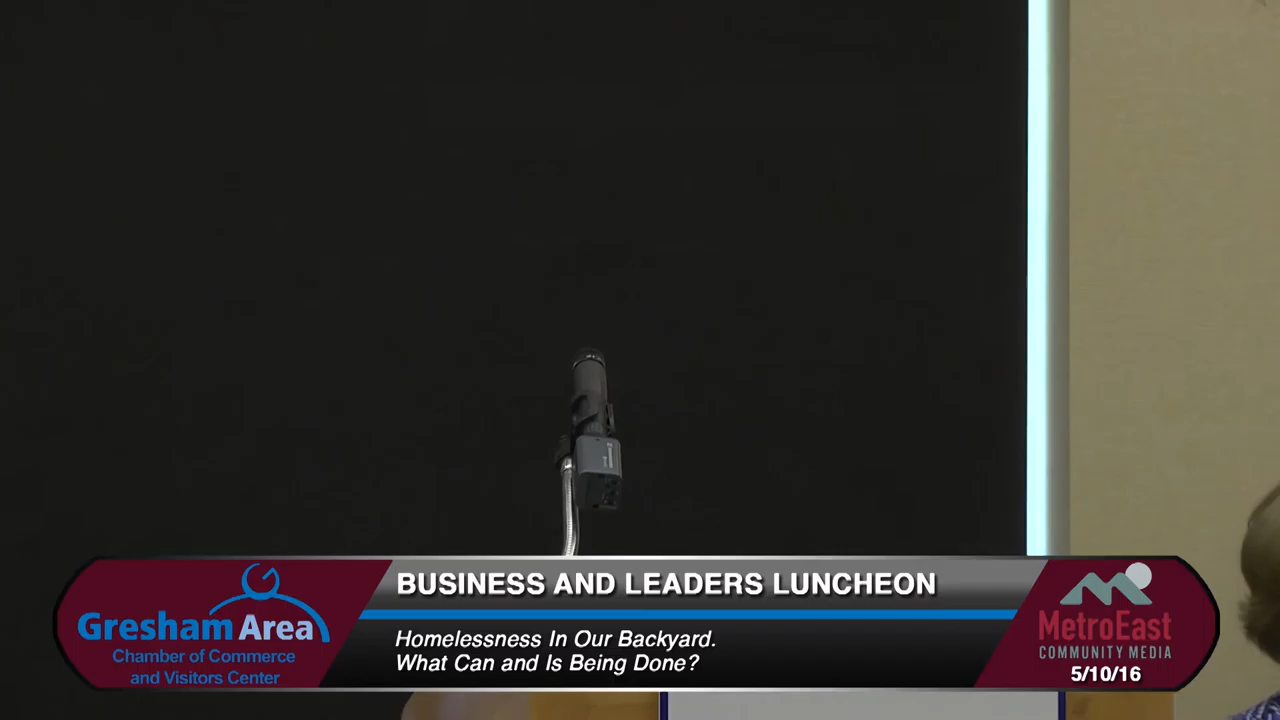 BUSINESS AND LEADERS LUNCHEON
Gresham Area
Chamber of Commerce
and Visitors Center
Homelessness In Our Backyard.
What Can and Is Being Done?
MetroEast
COMMUNITY MEDIA
5/10/16